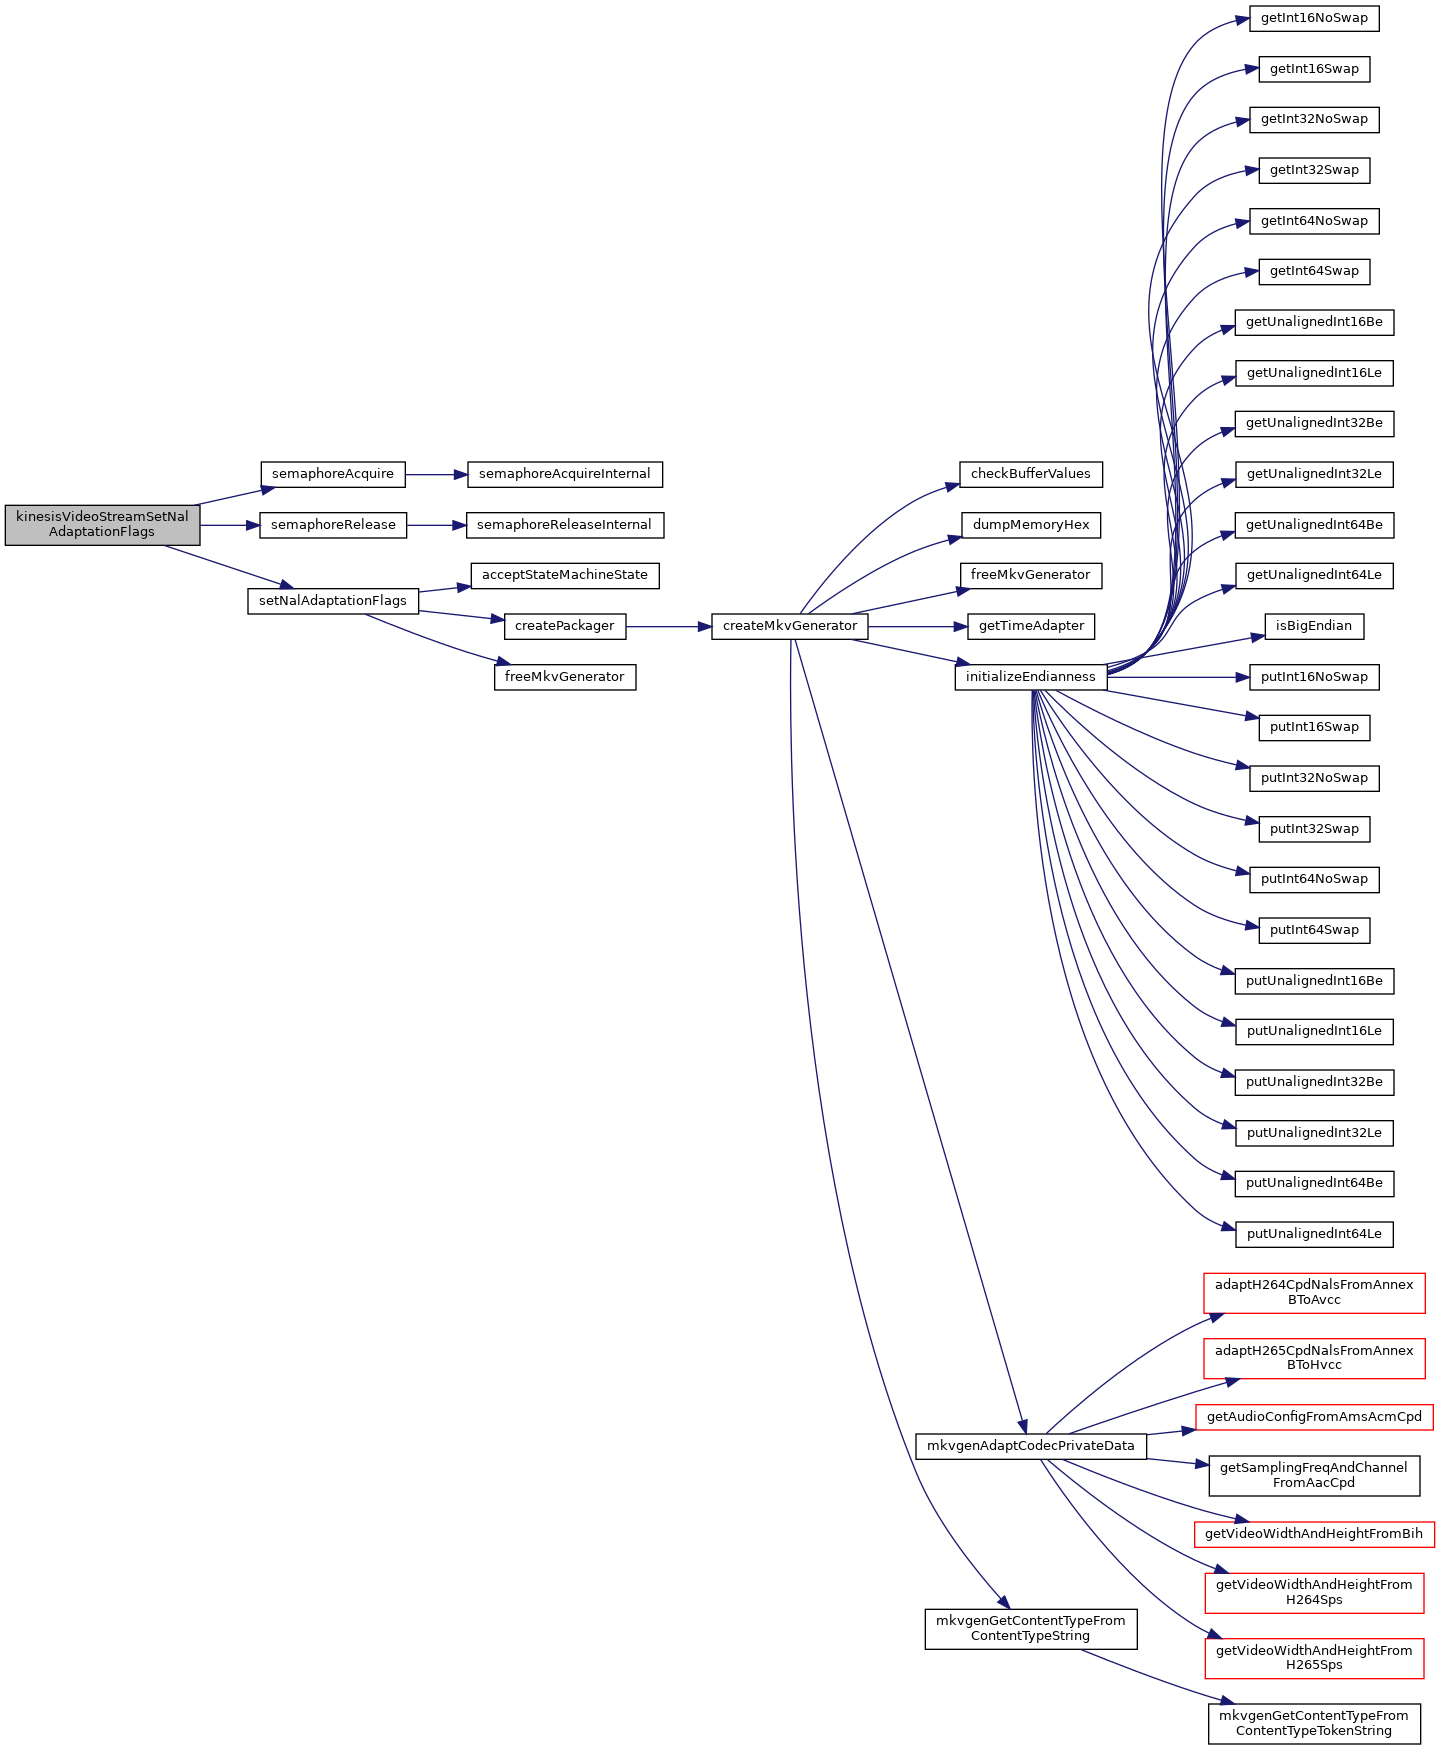 kinesisVideoStreamSetNal
AdaptationFlags
semaphoreAcquire
semaphoreRelease
setNalAdaptationFlags
semaphoreAcquireInternal
semaphoreReleaseInternal
acceptStateMachineState
createPackager
freeMkvGenerator
createMkvGenerator
checkBufferValues
dumpMemoryHex
freeMkvGenerator
getTimeAdapter
initializeEndianness
mkvgenAdaptCodecPrivateData
mkvgenGetContentTypeFrom
ContentTypeString
getInt16NoSwap
getInt16Swap
getInt32NoSwap
getInt32Swap
getInt64NoSwap
getInt64Swap
getUnalignedInt16Be
getUnalignedInt16Le
getUnalignedInt32Be
getUnalignedInt32Le
getUnalignedInt64Be
getUnalignedInt64Le
isBigEndian
putInt16NoSwap
putInt16Swap
putInt32NoSwap
putInt32Swap
putInt64NoSwap
putInt64Swap
putUnalignedInt16Be
putUnalignedInt16Le
putUnalignedInt32Be
putUnalignedInt32Le
putUnalignedInt64Be
putUnalignedInt64Le
adaptH264CpdNalsFromAnnex
BToAvcc
adaptH265CpdNalsFromAnnex
BToHvcc
getAudioConfigFromAmsAcmCpd
getSamplingFreqAndChannel
FromAacCpd
getVideoWidthAndHeightFromBih
getVideoWidthAndHeightFrom
H264Sps
getVideoWidthAndHeightFrom
H265Sps
mkvgenGetContentTypeFrom
ContentTypeTokenString